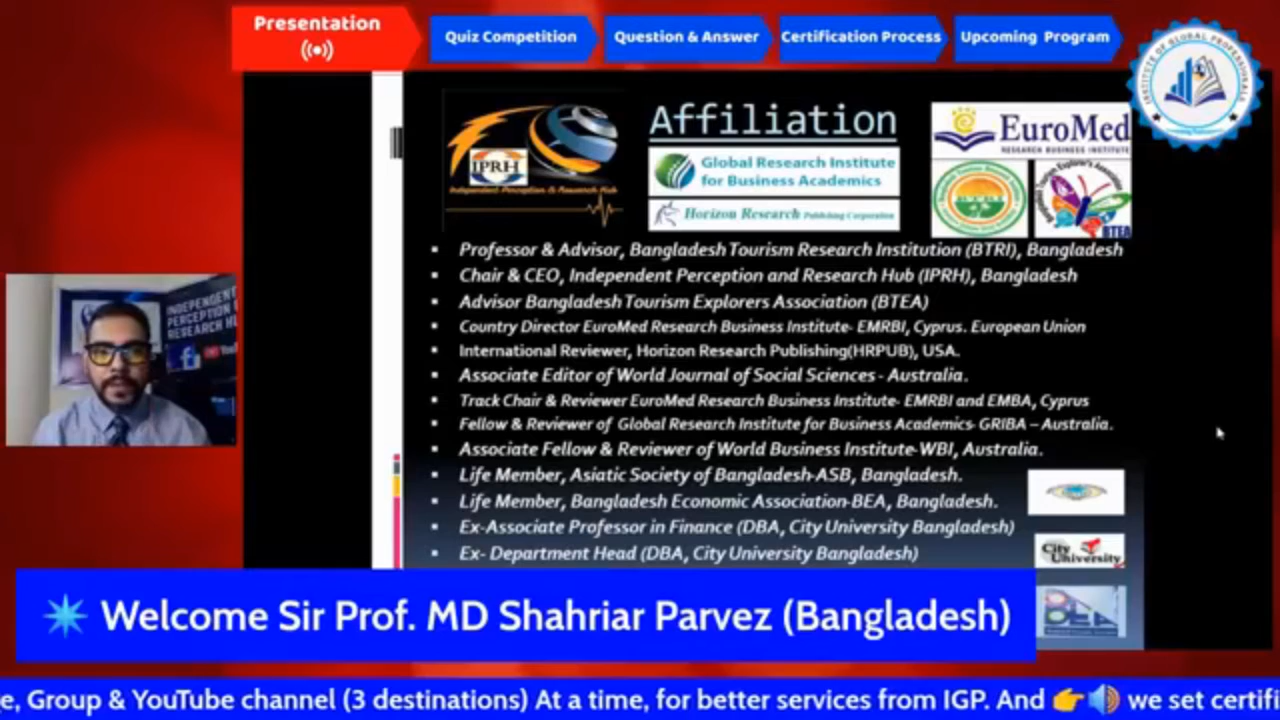 Presentation
Quiz Competition
Question & Answer
Certification Process
Upcoming Program
INSTITUTE OF GLOBAL PROFESSIONALS
IPRH
Independent Perception & Research Hub
Affiliation
Global Research Institute
for Business Academics
Horizon Research Publishing Corporation
EuroMed
RESEARCH BUSINESS INSTITUTE
BTEA
INDEPENDENT
PERCEPTION
RESEARCH HU
▪ Professor & Advisor, Bangladesh Tourism Research Institution (BTRI), Bangladesh
▪ Chair & CEO, Independent Perception and Research Hub (IPRH), Bangladesh
▪ Advisor Bangladesh Tourism Explorers Association (BTEA)
▪ Country Director EuroMed Research Business Institute- EMRBI, Cyprus. European Union
▪ International Reviewer, Horizon Research Publishing(HRPUB), USA.
▪ Associate Editor of World Journal of Social Sciences - Australia.
▪ Track Chair & Reviewer EuroMed Research Business Institute- EMRBI and EMBA, Cyprus
▪ Fellow & Reviewer of Global Research Institute for Business Academics- GRIBA – Australia.
▪ Associate Fellow & Reviewer of World Business Institute-WBI, Australia.
▪ Life Member, Asiatic Society of Bangladesh-ASB, Bangladesh.
▪ Life Member, Bangladesh Economic Association-BEA, Bangladesh.
▪ Ex-Associate Professor in Finance (DBA, City University Bangladesh)
▪ Ex- Department Head (DBA, City University Bangladesh)
City
University
Welcome Sir Prof. MD Shahriar Parvez (Bangladesh)
e, Group & YouTube channel (3 destinations) At a time, for better services from IGP. And 👉🔊 we set certifi